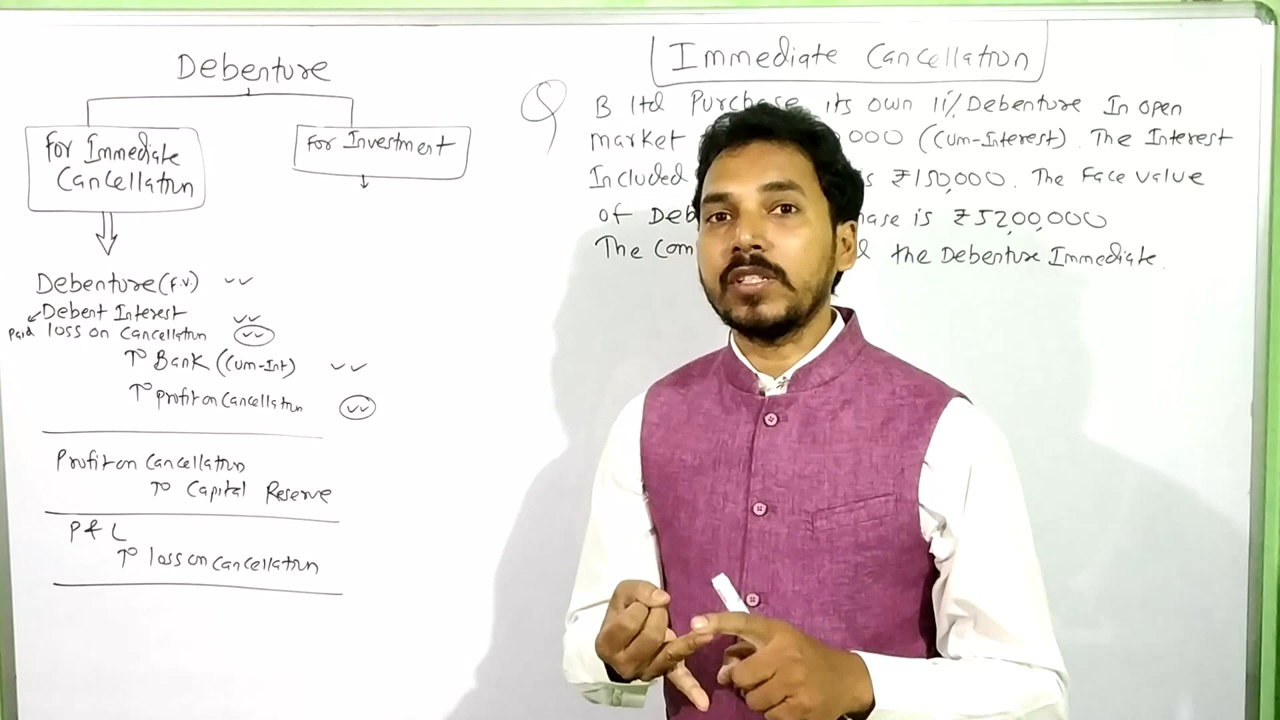 Debenture
For Immediate
Cancellation
For Investment
Debenture (F.V.)
Debent Interest
Paid loss on Cancellation
To Bank (Cum-Int)
To profit on Cancellation
Profit on Cancellation
To Capital Reserve
P & L
To loss on Cancellation
Immediate Cancellation
Q B ltd Purchase its own 11% Debenture In open
market 000 (Cum-Interest). The Interest
Included ₹150,000. The Face value
of is ₹5200,000
The the Debenture Immediate.